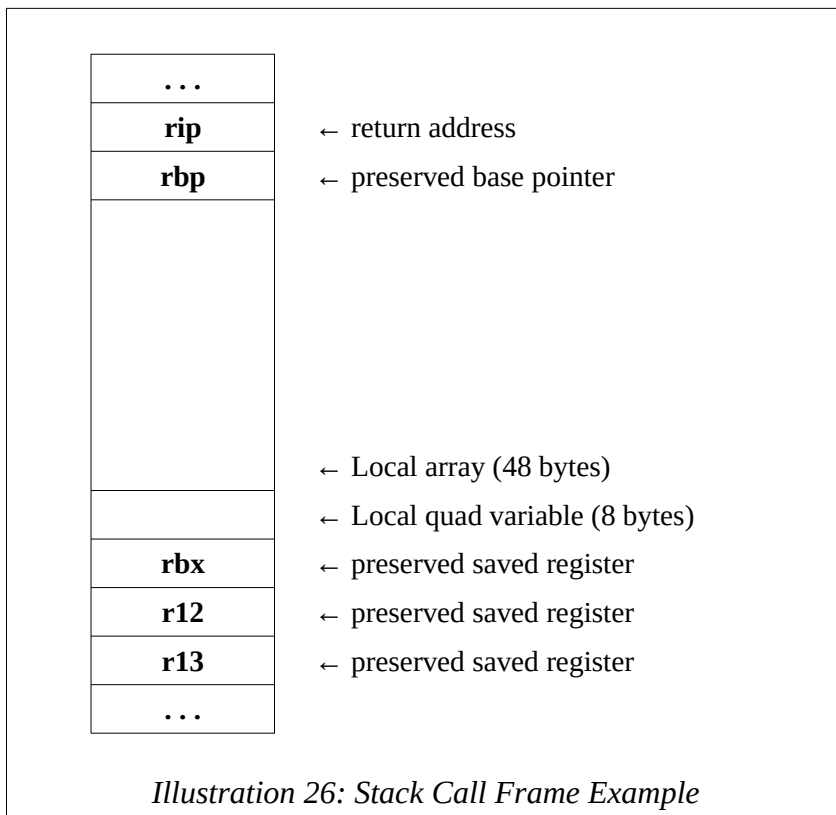 . . .
rip ← return address
rbp ← preserved base pointer
← Local array (48 bytes)
← Local quad variable (8 bytes)
rbx ← preserved saved register
r12 ← preserved saved register
r13 ← preserved saved register
. . .
Illustration 26: Stack Call Frame Example